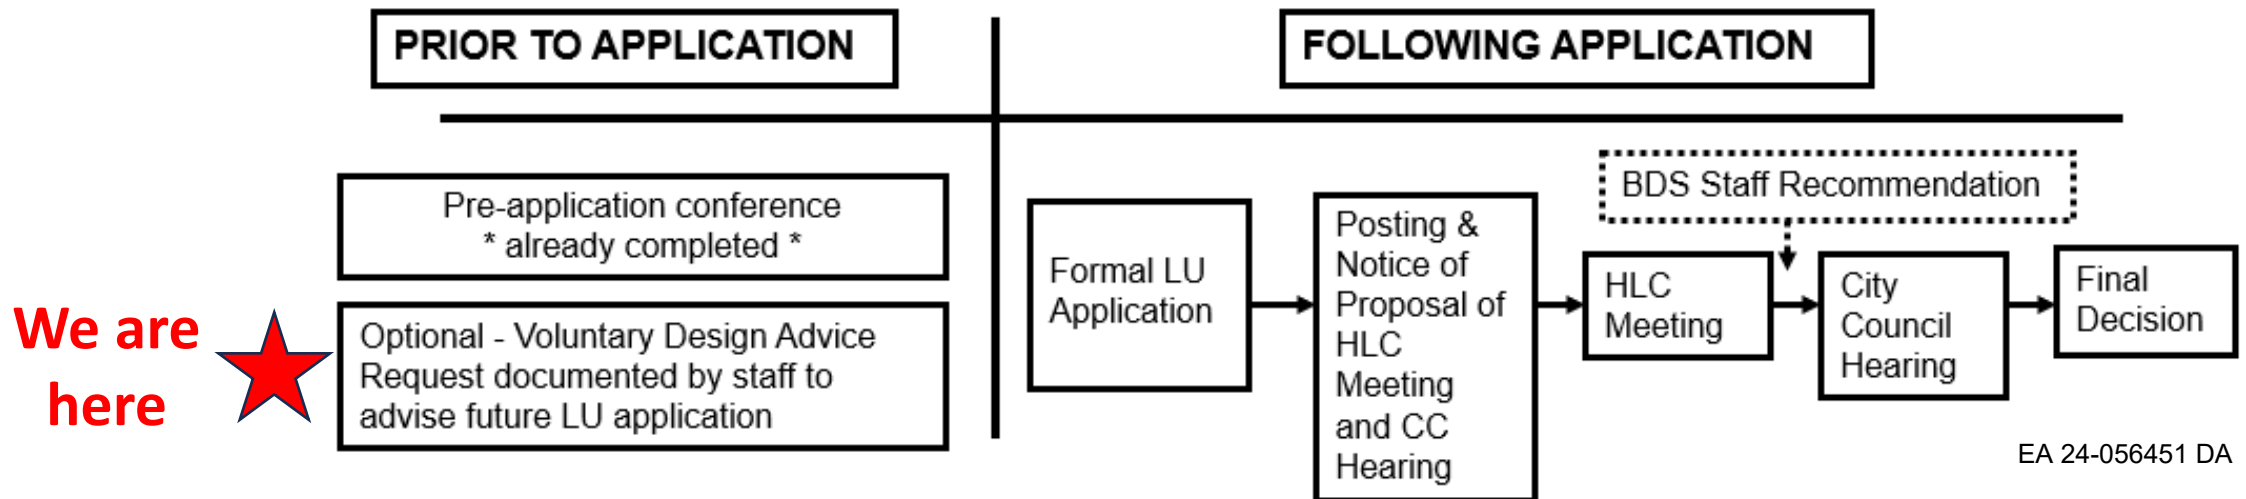 PRIOR TO APPLICATION
FOLLOWING APPLICATION
Pre-application conference
* already completed *
We are
here
Optional - Voluntary Design Advice
Request documented by staff to
advise future LU application
Formal LU
Application
Posting &
Notice of
Proposal of
HLC
Meeting
and CC
Hearing
BDS Staff Recommendation
HLC
Meeting
City
Council
Hearing
Final
Decision
EA 24-056451 DA